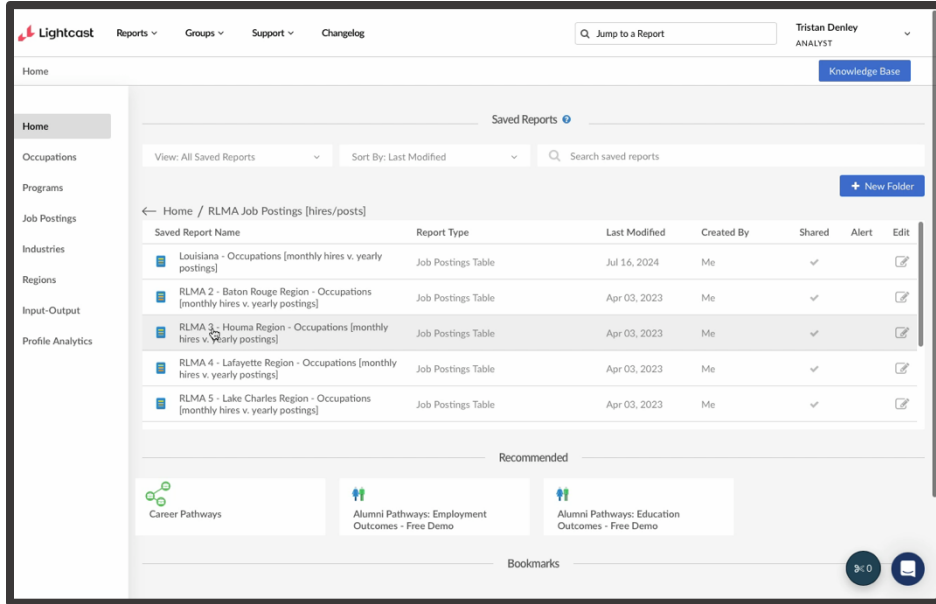 Lightcast Reports Groups Support Changelog Jump to a Report Tristan Denley
ANALYST
Home Knowledge Base
Home
Occupations
Programs
Job Postings
Industries
Regions
Input-Output
Profile Analytics
Saved Reports ?
View: All Saved Reports Sort By: Last Modified Search saved reports
+ New Folder
← Home / RLMA Job Postings [hires/posts]
Saved Report Name Report Type Last Modified Created By Shared Alert Edit
Louisiana - Occupations [monthly hires v. yearly
postings] Job Postings Table Jul 16, 2024 Me
RLMA 2 - Baton Rouge Region - Occupations
[monthly hires v. yearly postings] Job Postings Table Apr 03, 2023 Me
RLMA 3 - Houma Region - Occupations [monthly
hires v. yearly postings] Job Postings Table Apr 03, 2023 Me
RLMA 4 - Lafayette Region - Occupations [monthly
hires v. yearly postings] Job Postings Table Apr 03, 2023 Me
RLMA 5 - Lake Charles Region - Occupations
[monthly hires v. yearly postings] Job Postings Table Apr 03, 2023 Me
Recommended
Career Pathways
Alumni Pathways: Employment
Outcomes - Free Demo
Alumni Pathways: Education
Outcomes - Free Demo
Bookmarks
0